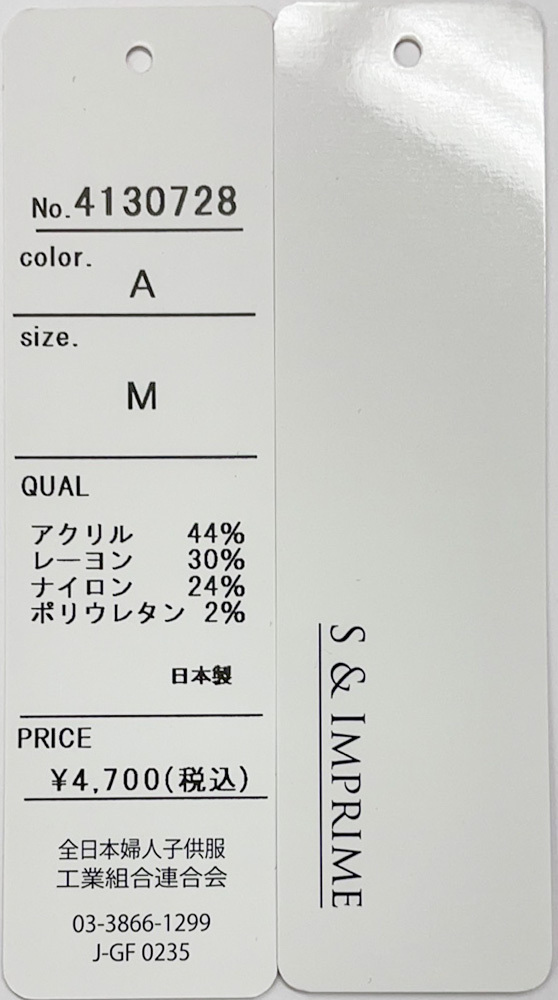 No.4130728
color.
A
size.
M
QUAL
アクリル 44%
レーヨン 30%
ナイロン 24%
ポリウレタン 2%
日本製
PRICE
¥4,700(税込)
全日本婦人子供服
工業組合連合会
03-3866-1299
J-GF 0235
S & IMPRIME